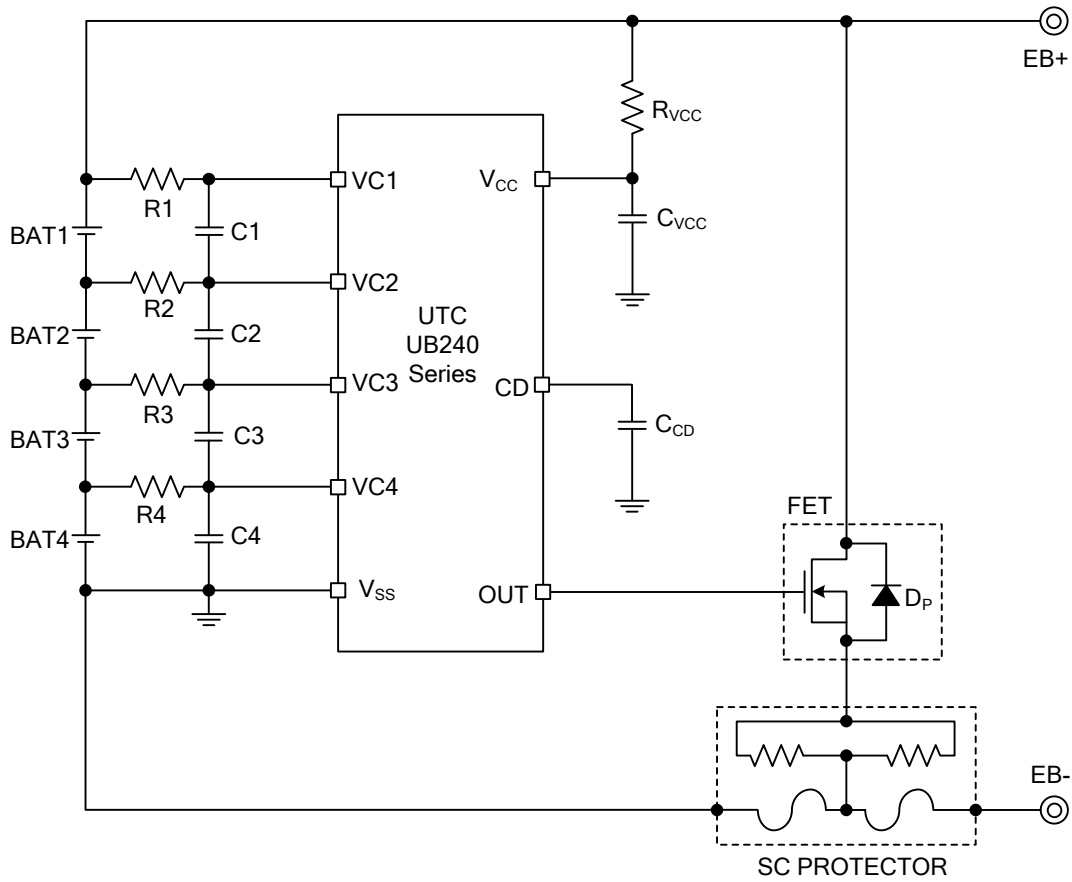 EB+
R1
C1
BAT1
R2
C2
BAT2
R3
C3
BAT3
R4
C4
BAT4
VC1
VC2
VC3
VC4
VSS
UTC
UB240
Series
VCC
CD
OUT
RVCC
CVCC
CCD
FET
DP
EB-
SC PROTECTOR